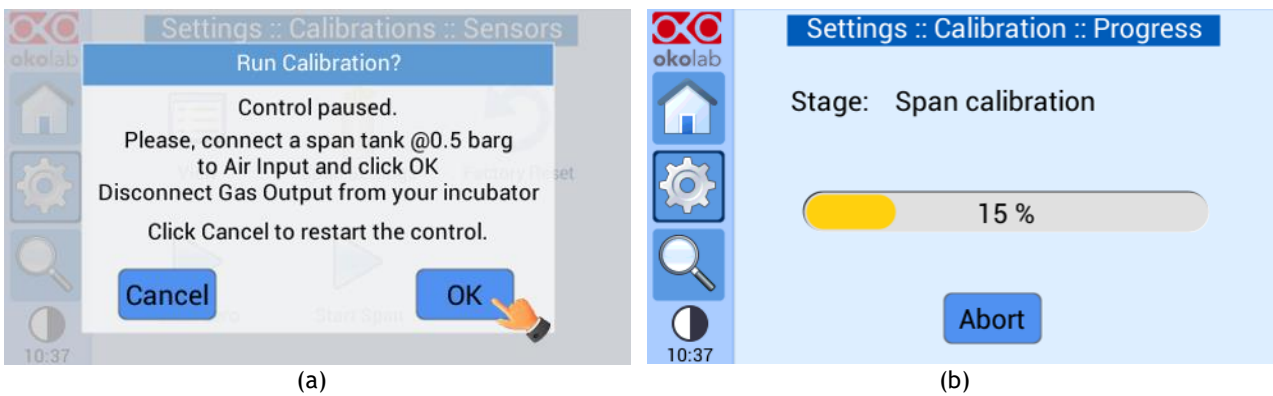 Settings :: Calibrations :: Sensors
okolab
Run Calibration?
Control paused.
Please, connect a span tank @0.5 barg
to Air Input and click OK
Disconnect Gas Output from your incubator
Click Cancel to restart the control.
Cancel
OK
Factory Reset
Start Span
10:37
(a)
Settings :: Calibration :: Progress
okolab
Stage: Span calibration
15 %
Abort
10:37
(b)